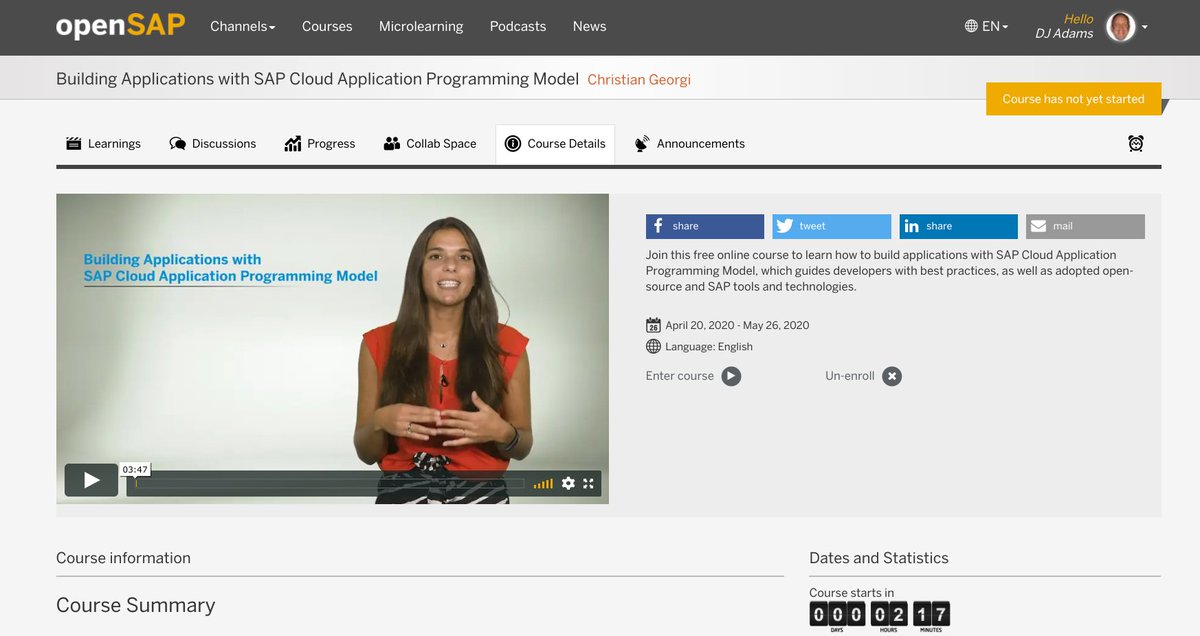 openSAP
Channels
Courses
Microlearning
Podcasts
News
EN
Hello
DJ Adams
Building Applications with SAP Cloud Application Programming Model Christian Georgi
Course has not yet started
Learnings
Discussions
Progress
Collab Space
Course Details
Announcements
Building Applications with
SAP Cloud Application Programming Model
03:47
share
tweet
share
mail
Join this free online course to learn how to build applications with SAP Cloud Application
Programming Model, which guides developers with best practices, as well as adopted open-
source and SAP tools and technologies.
26
April 20, 2020 - May 26, 2020
Language: English
Enter course
Un-enroll
Course information
Course Summary
Dates and Statistics
Course starts in
000 02 17
DAYS HOURS MINUTES